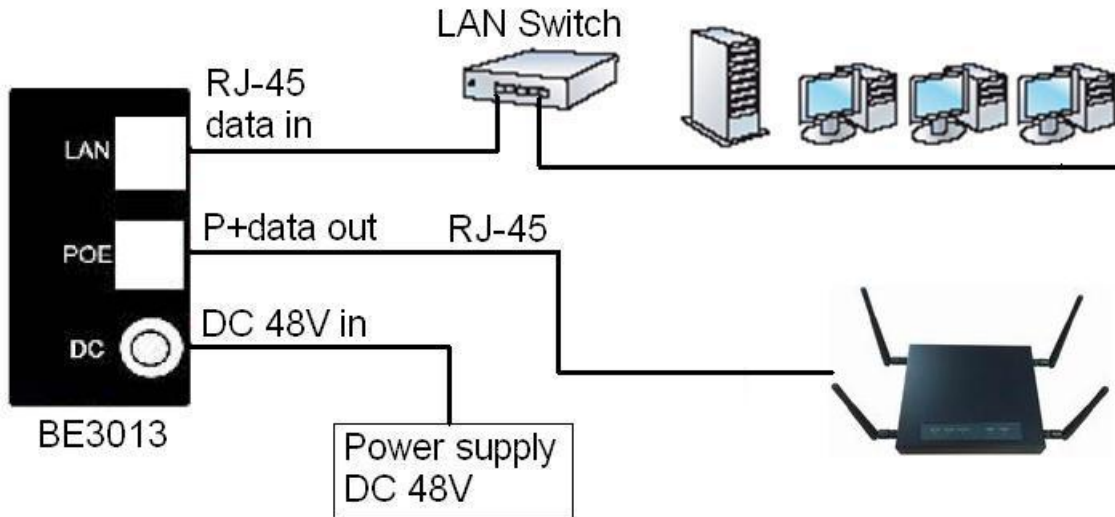 LAN Switch
RJ-45
data in
LAN
P+data out
RJ-45
POE
DC 48V in
DC
BE3013
Power supply
DC 48V